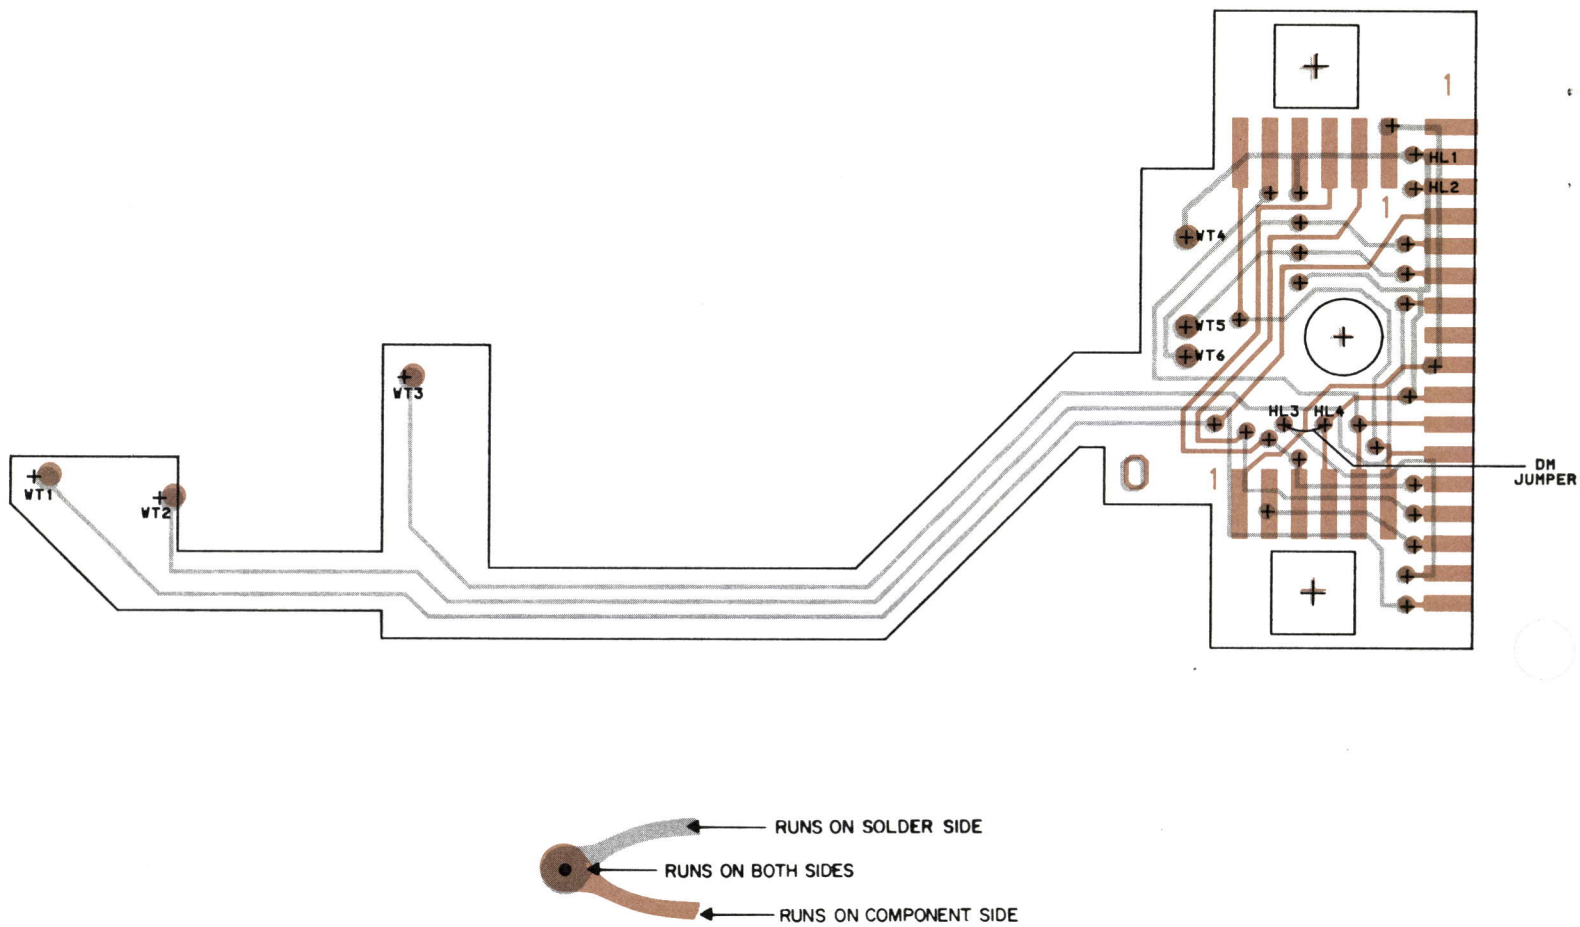 1
HL1
HL2
1
WT4
WT5
WT6
WT3
HL3 HL4
WT1
WT2
0
1
DM
JUMPER
RUNS ON SOLDER SIDE
RUNS ON BOTH SIDES
RUNS ON COMPONENT SIDE